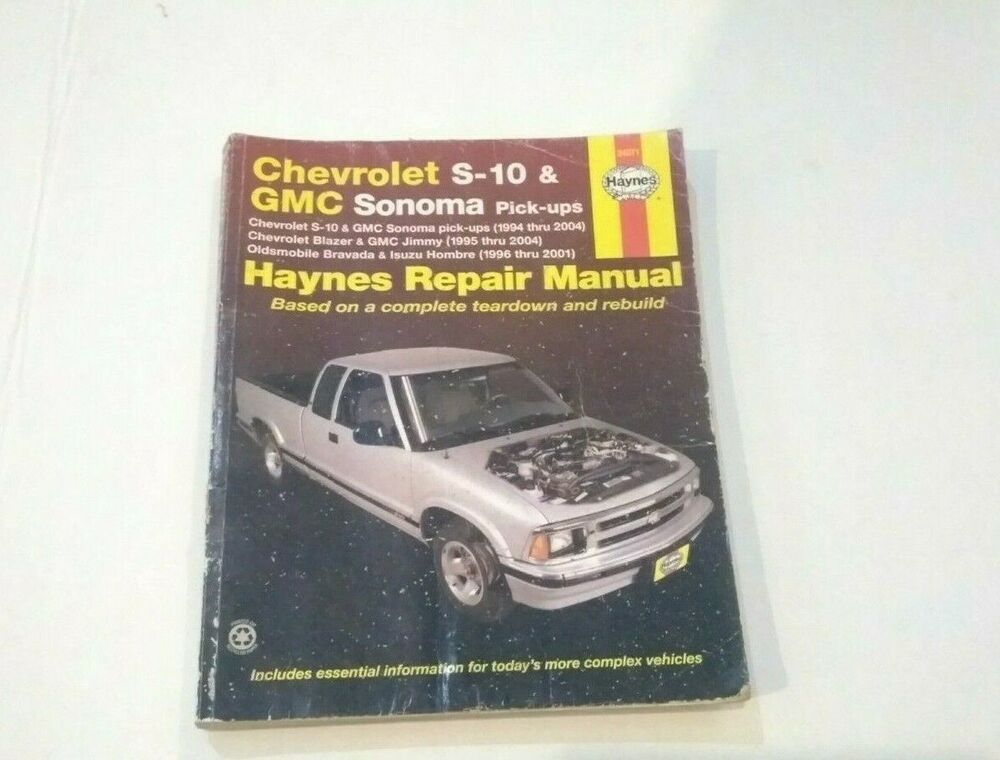 24071
Haynes
Chevrolet S-10 &
GMC Sonoma Pick-ups
Chevrolet S-10 & GMC Sonoma pick-ups (1994 thru 2004)
Chevrolet Blazer & GMC Jimmy (1995 thru 2004)
Oldsmobile Bravada & Isuzu Hombre (1996 thru 2001)
Haynes Repair Manual
Based on a complete teardown and rebuild
Haynes
Includes essential information for today's more complex vehicles